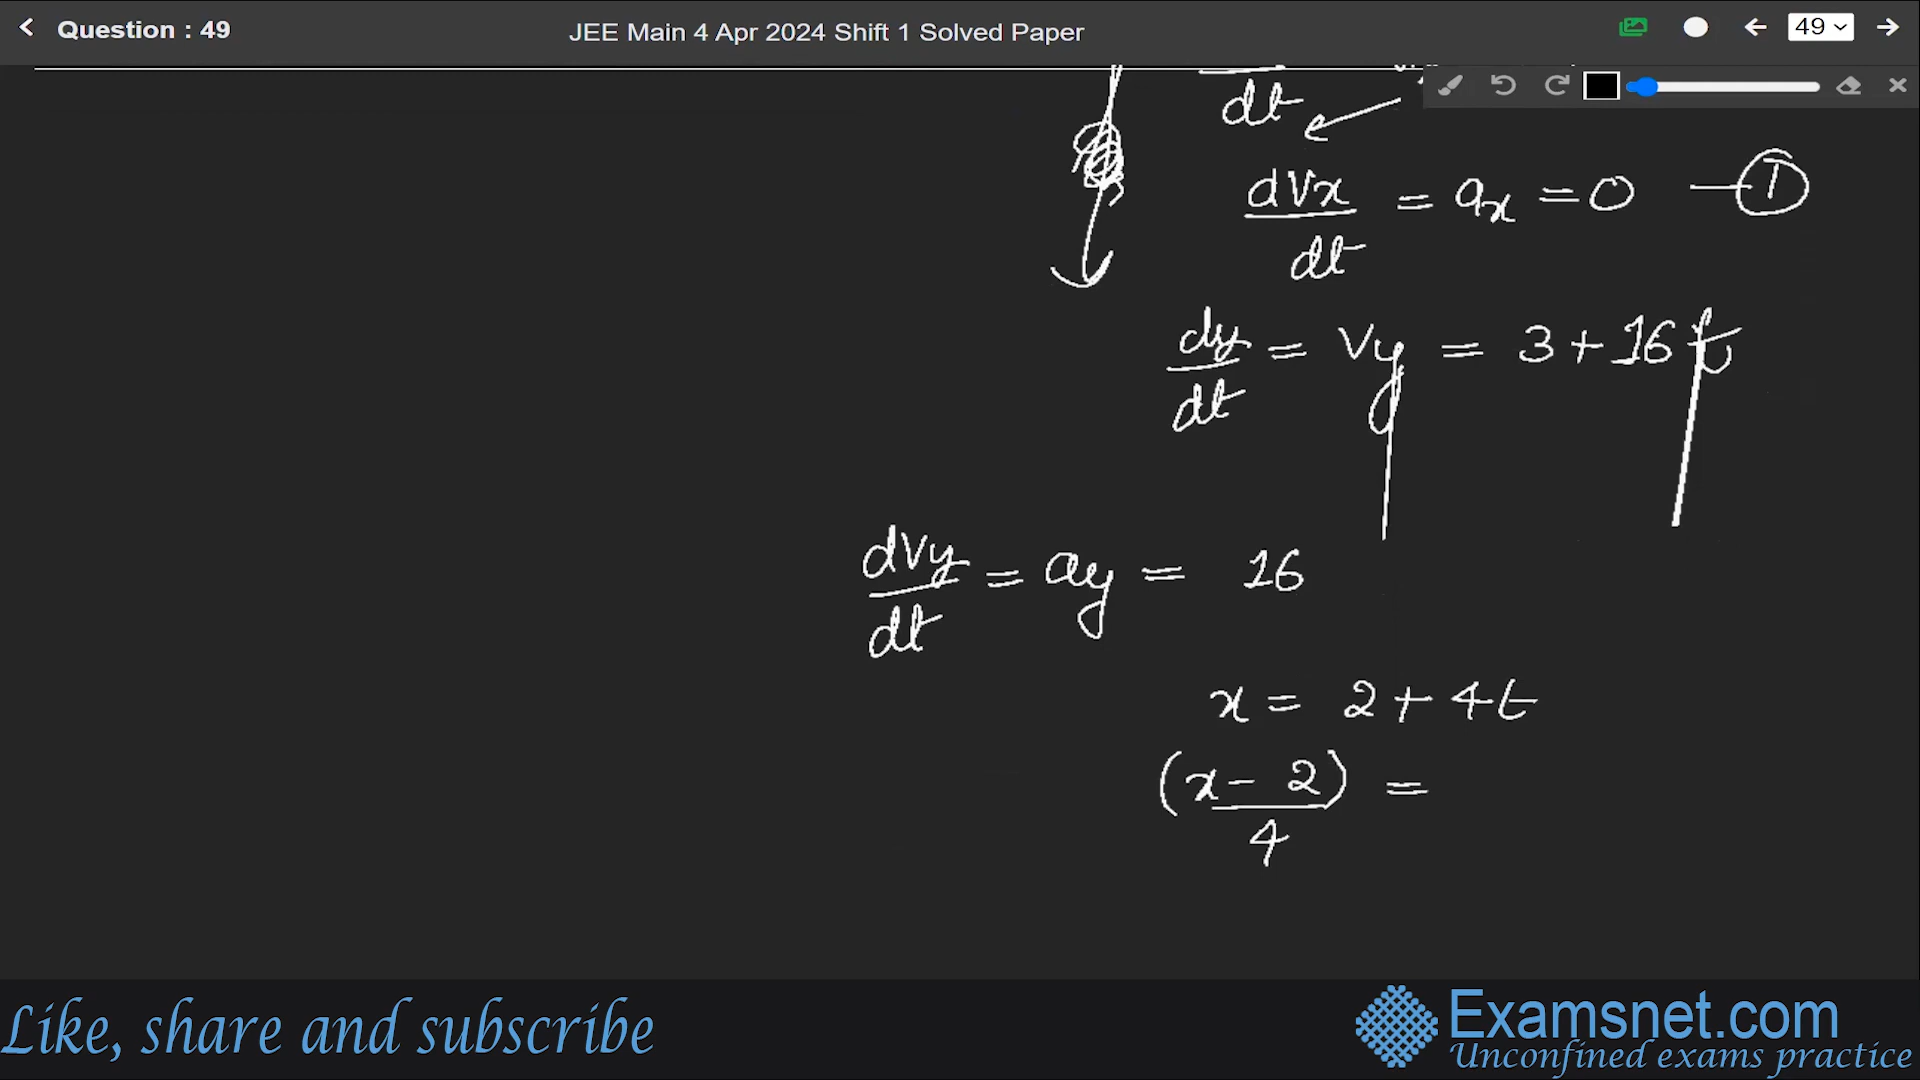 Question : 49
JEE Main 4 Apr 2024 Shift 1 Solved Paper
49
dt
dVx/dt = ax = 0 — 1
dy/dt = Vy = 3 + 16t
dVy/dt = ay = 16
x = 2 + 4t
(x - 2)/4 =
Like, share and subscribe
Examsnet.com
Unconfined exams practice